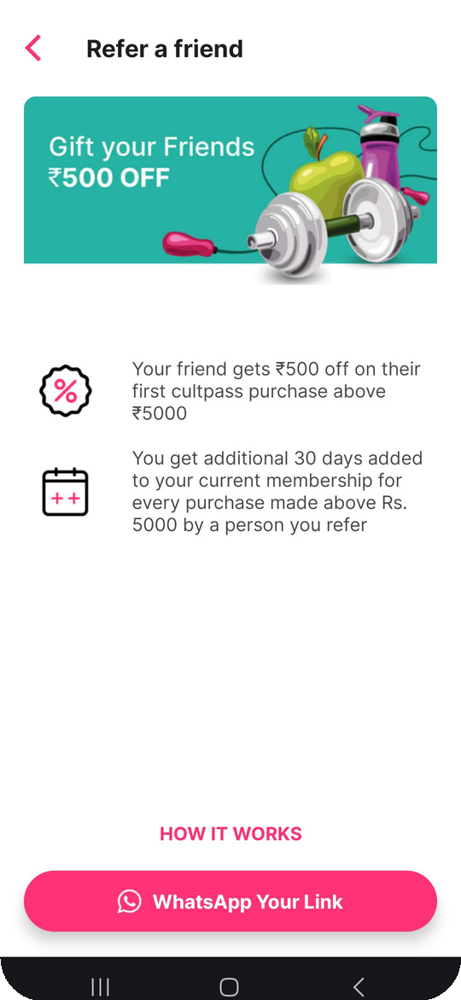 Refer a friend
Gift your Friends
₹500 OFF
Your friend gets ₹500 off on their
first cultpass purchase above
₹5000
You get additional 30 days added
to your current membership for
every purchase made above Rs.
5000 by a person you refer
HOW IT WORKS
WhatsApp Your Link